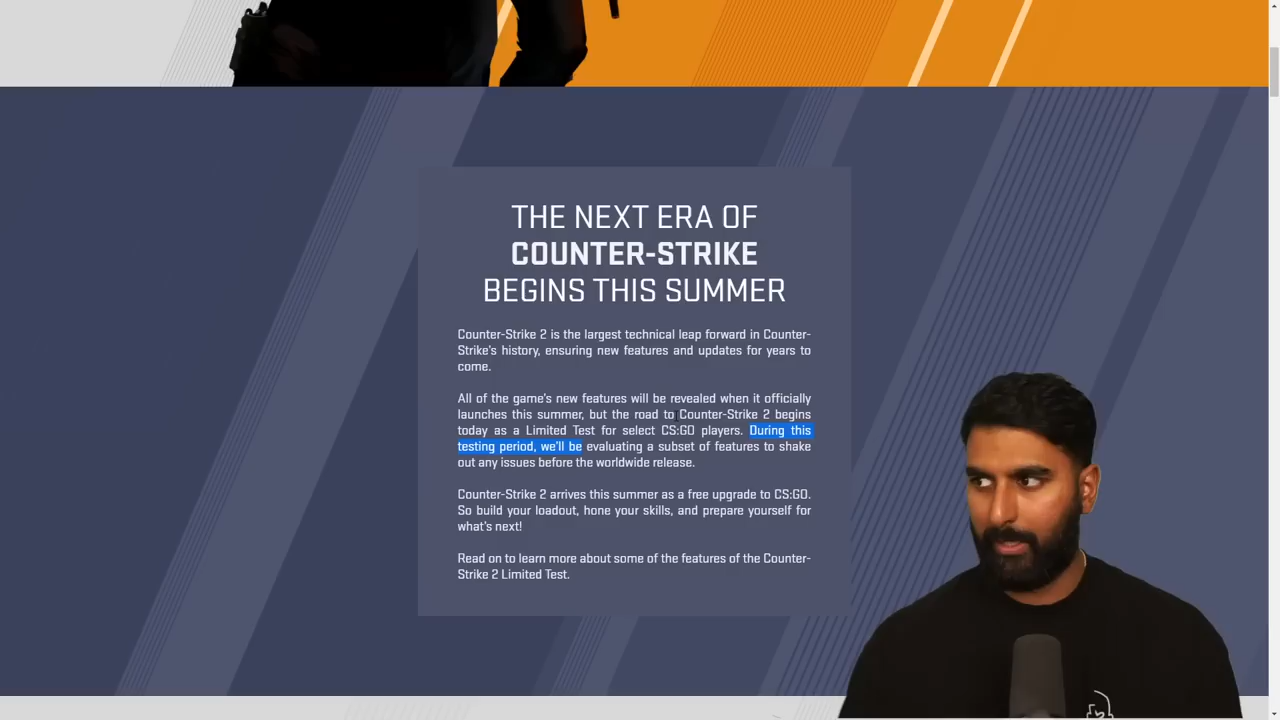 THE NEXT ERA OF
COUNTER-STRIKE
BEGINS THIS SUMMER
Counter-Strike 2 is the largest technical leap forward in Counter-
Strike's history, ensuring new features and updates for years to
come.
All of the game's new features will be revealed when it officially
launches this summer, but the road to Counter-Strike 2 begins
today as a Limited Test for select CS:GO players. During this
testing period, we'll be evaluating a subset of features to shake
out any issues before the worldwide release.
Counter-Strike 2 arrives this summer as a free upgrade to CS:GO.
So build your loadout, hone your skills, and prepare yourself for
what's next!
Read on to learn more about some of the features of the Counter-
Strike 2 Limited Test.